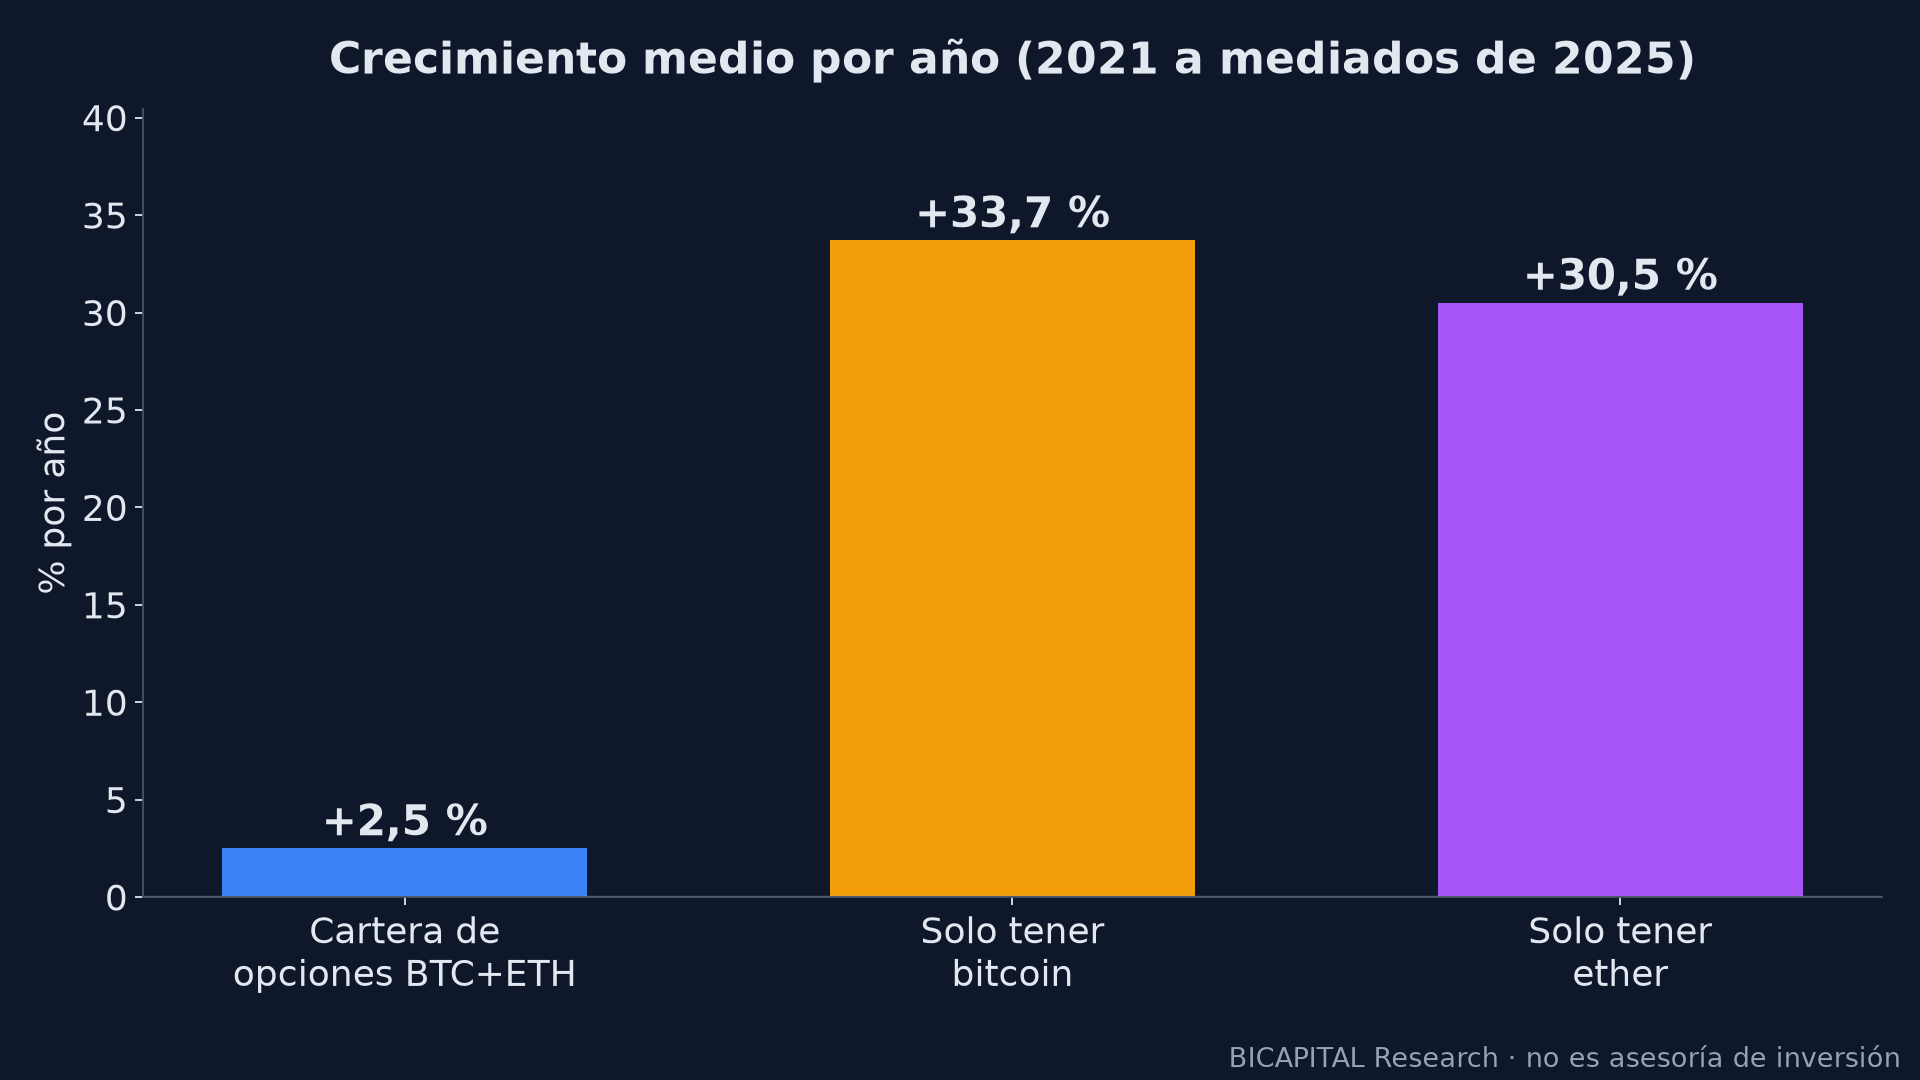 Crecimiento medio por año (2021 a mediados de 2025)
% por año
40
35
30
25
20
15
10
5
0
+2,5 %
+33,7 %
+30,5 %
Cartera de
opciones BTC+ETH
Solo tener
bitcoin
Solo tener
ether
BICAPITAL Research · no es asesoría de inversión